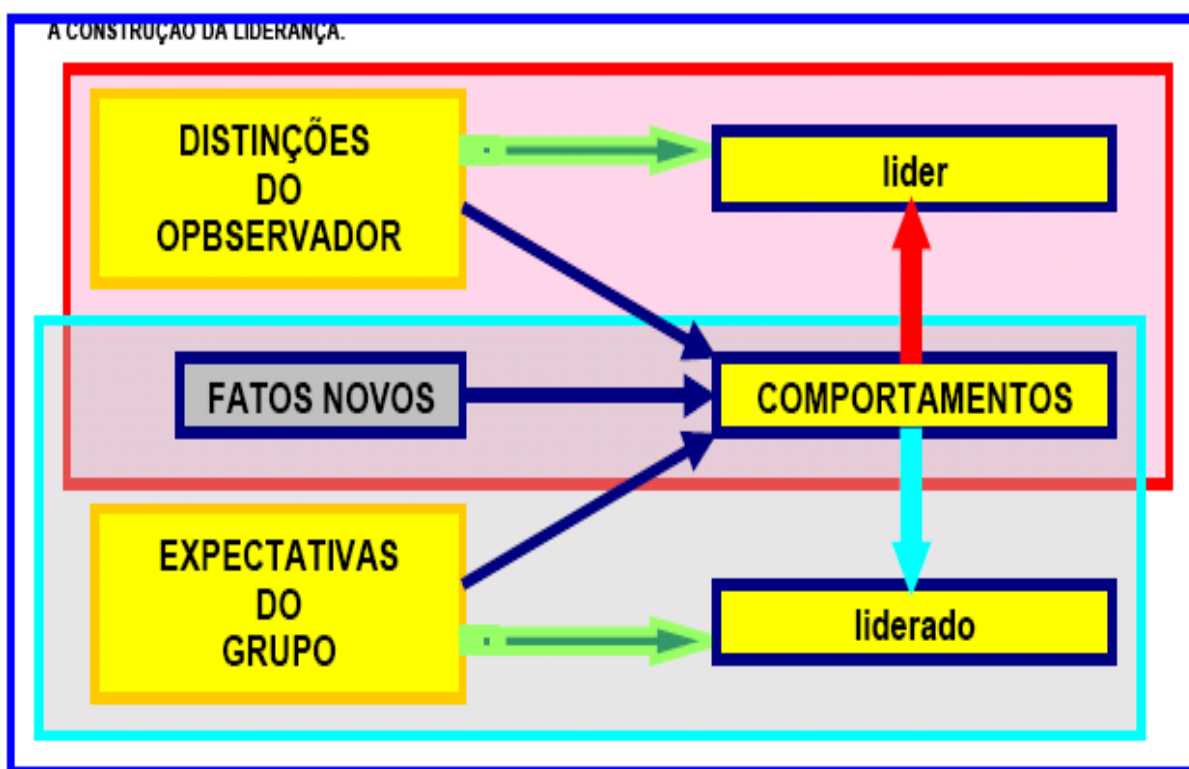 A CONSTRUÇÃO DA LIDERANÇA.
DISTINÇÕES
DO
OPBSERVADOR
lider
FATOS NOVOS
COMPORTAMENTOS
EXPECTATIVAS
DO
GRUPO
liderado